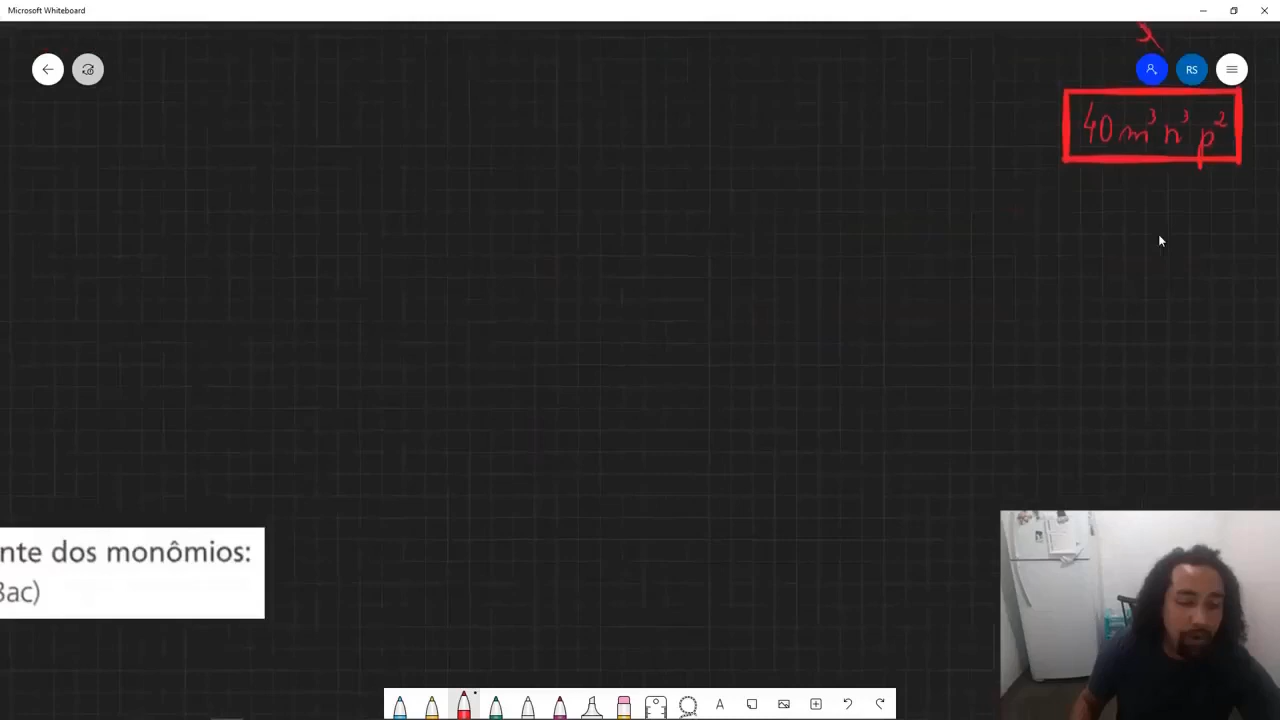 Microsoft Whiteboard
RS
40m³n³p²
nte dos monômios:
3ac)
A